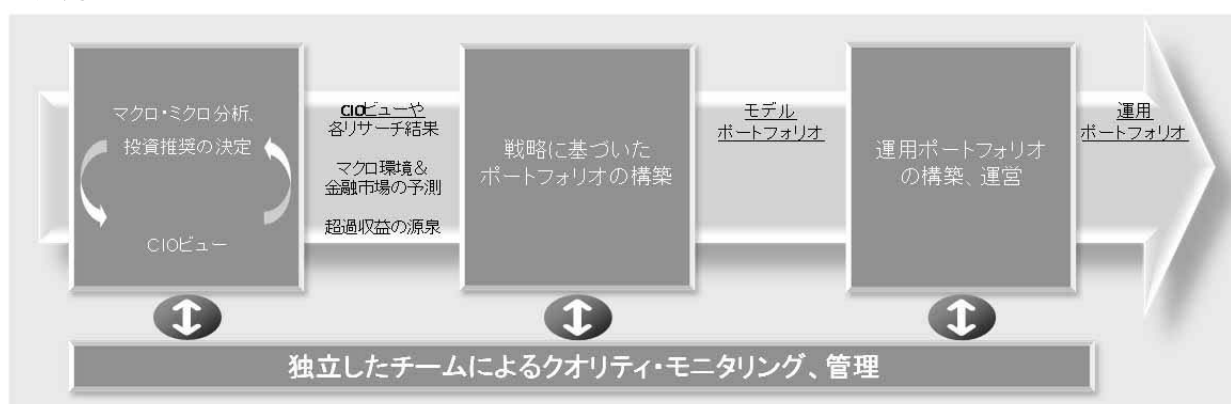 マクロ・ミクロ分析、
投資推奨の決定
CIOビュー
CIOビューや
各リサーチ結果
マクロ環境&
金融市場の予測
超過収益の源泉
戦略に基づいた
ポートフォリオの構築
モデル
ポートフォリオ
運用ポートフォリオ
の構築、運営
運用
ポートフォリオ
独立したチームによるクオリティ・モニタリング、管理